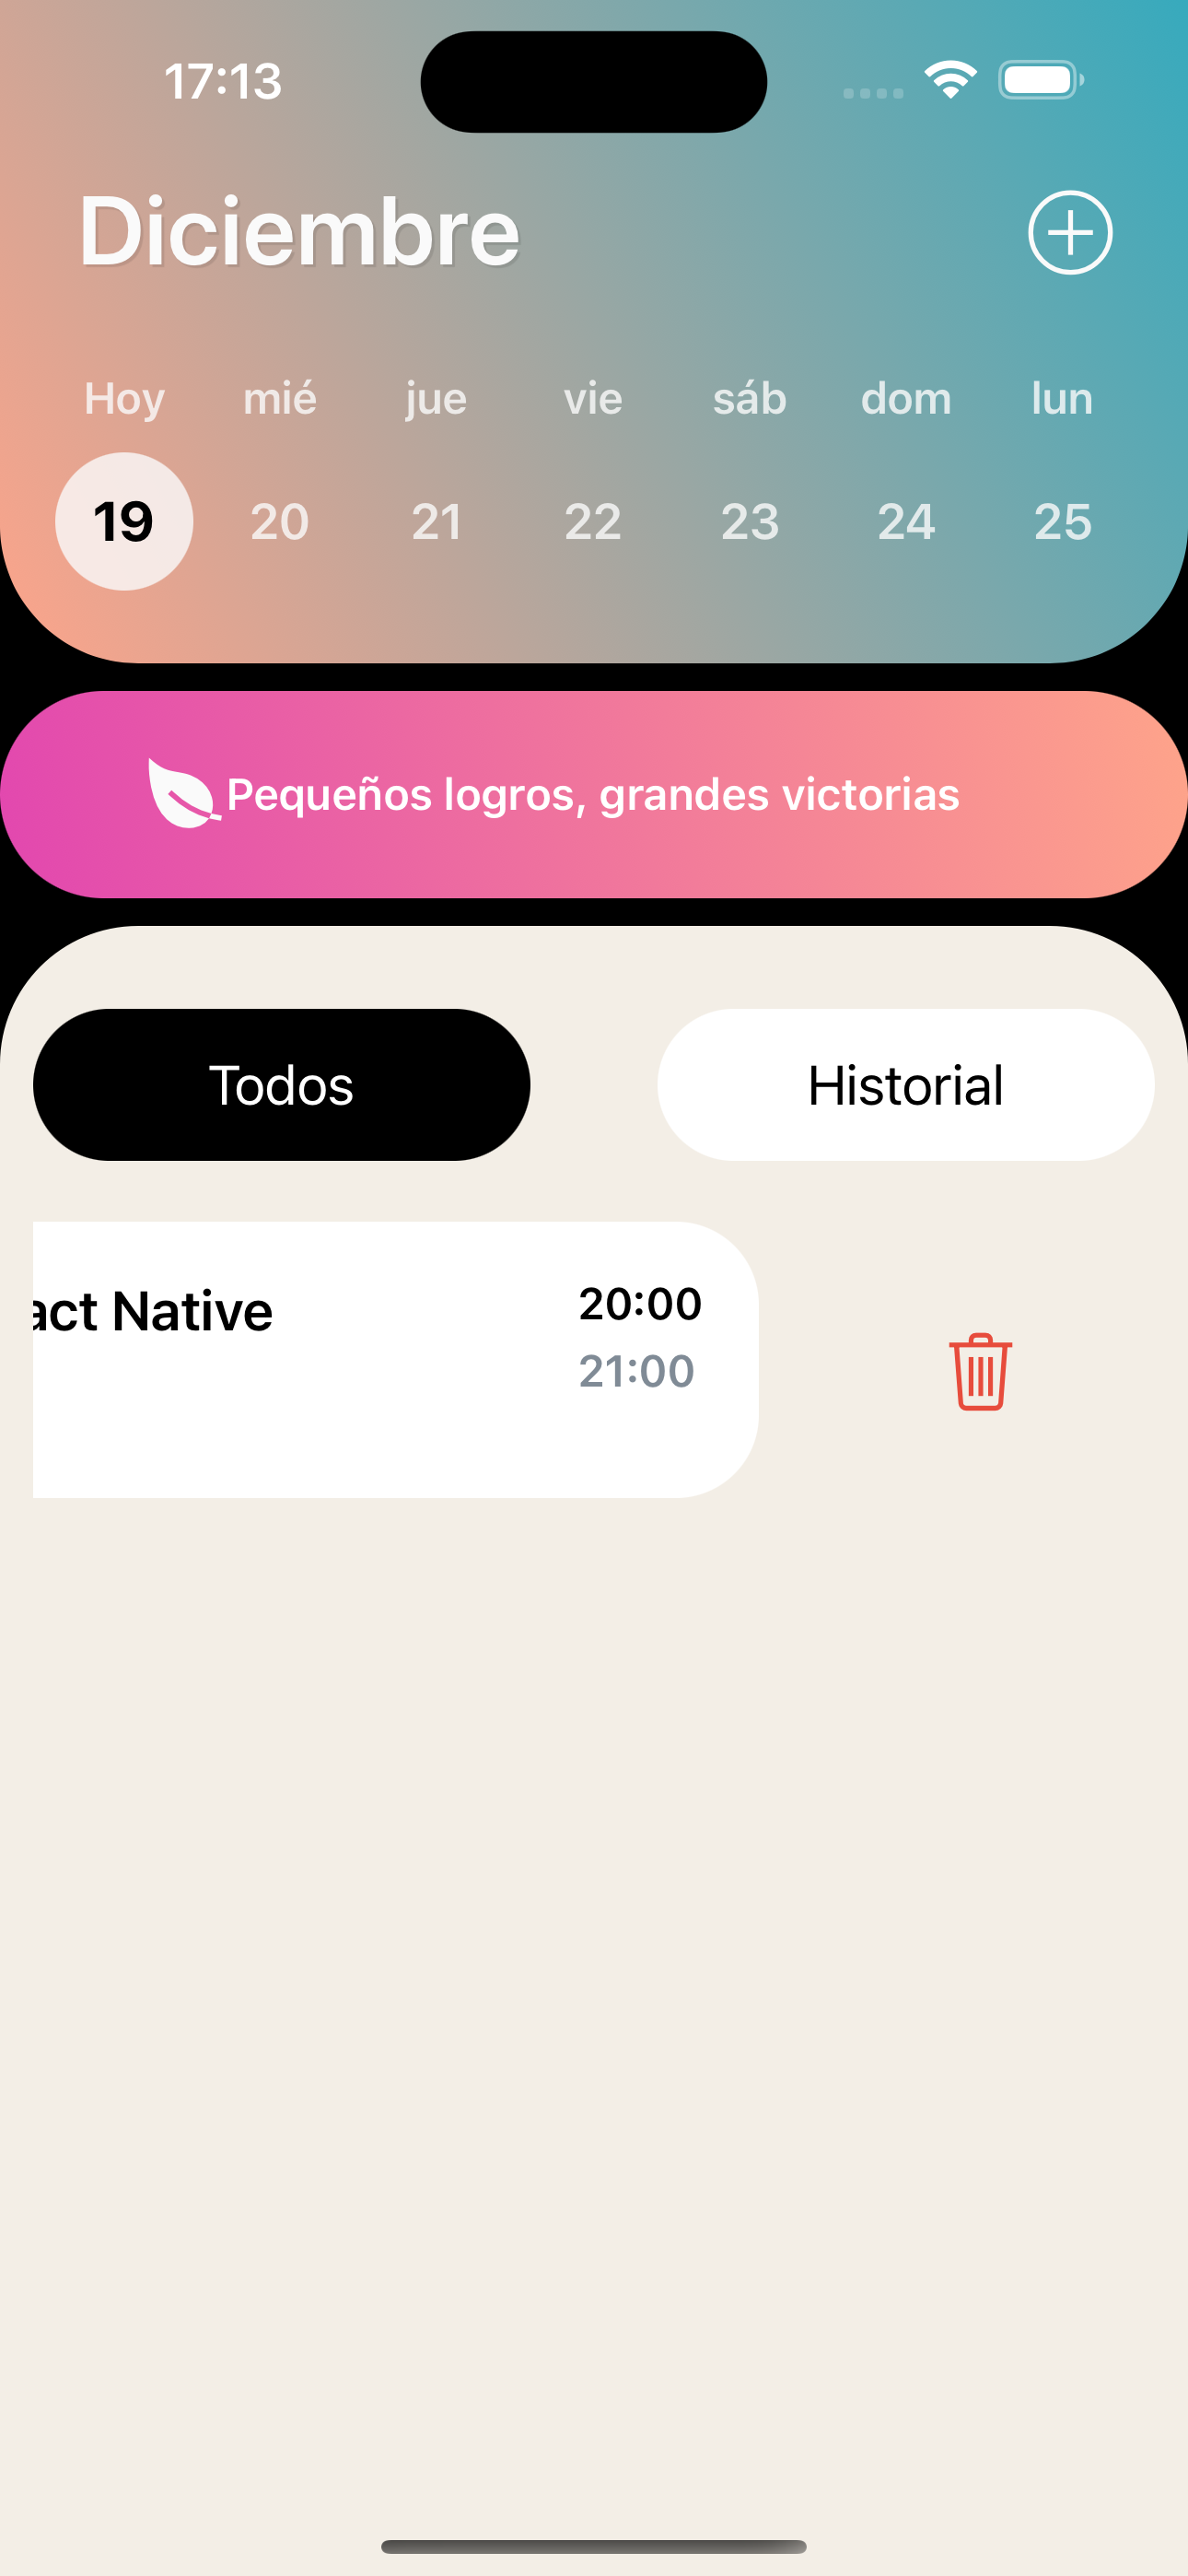 17:13
Diciembre
Hoy mié jue vie sáb dom lun
19 20 21 22 23 24 25
Pequeños logros, grandes victorias
Todos Historial
act Native 20:00
21:00